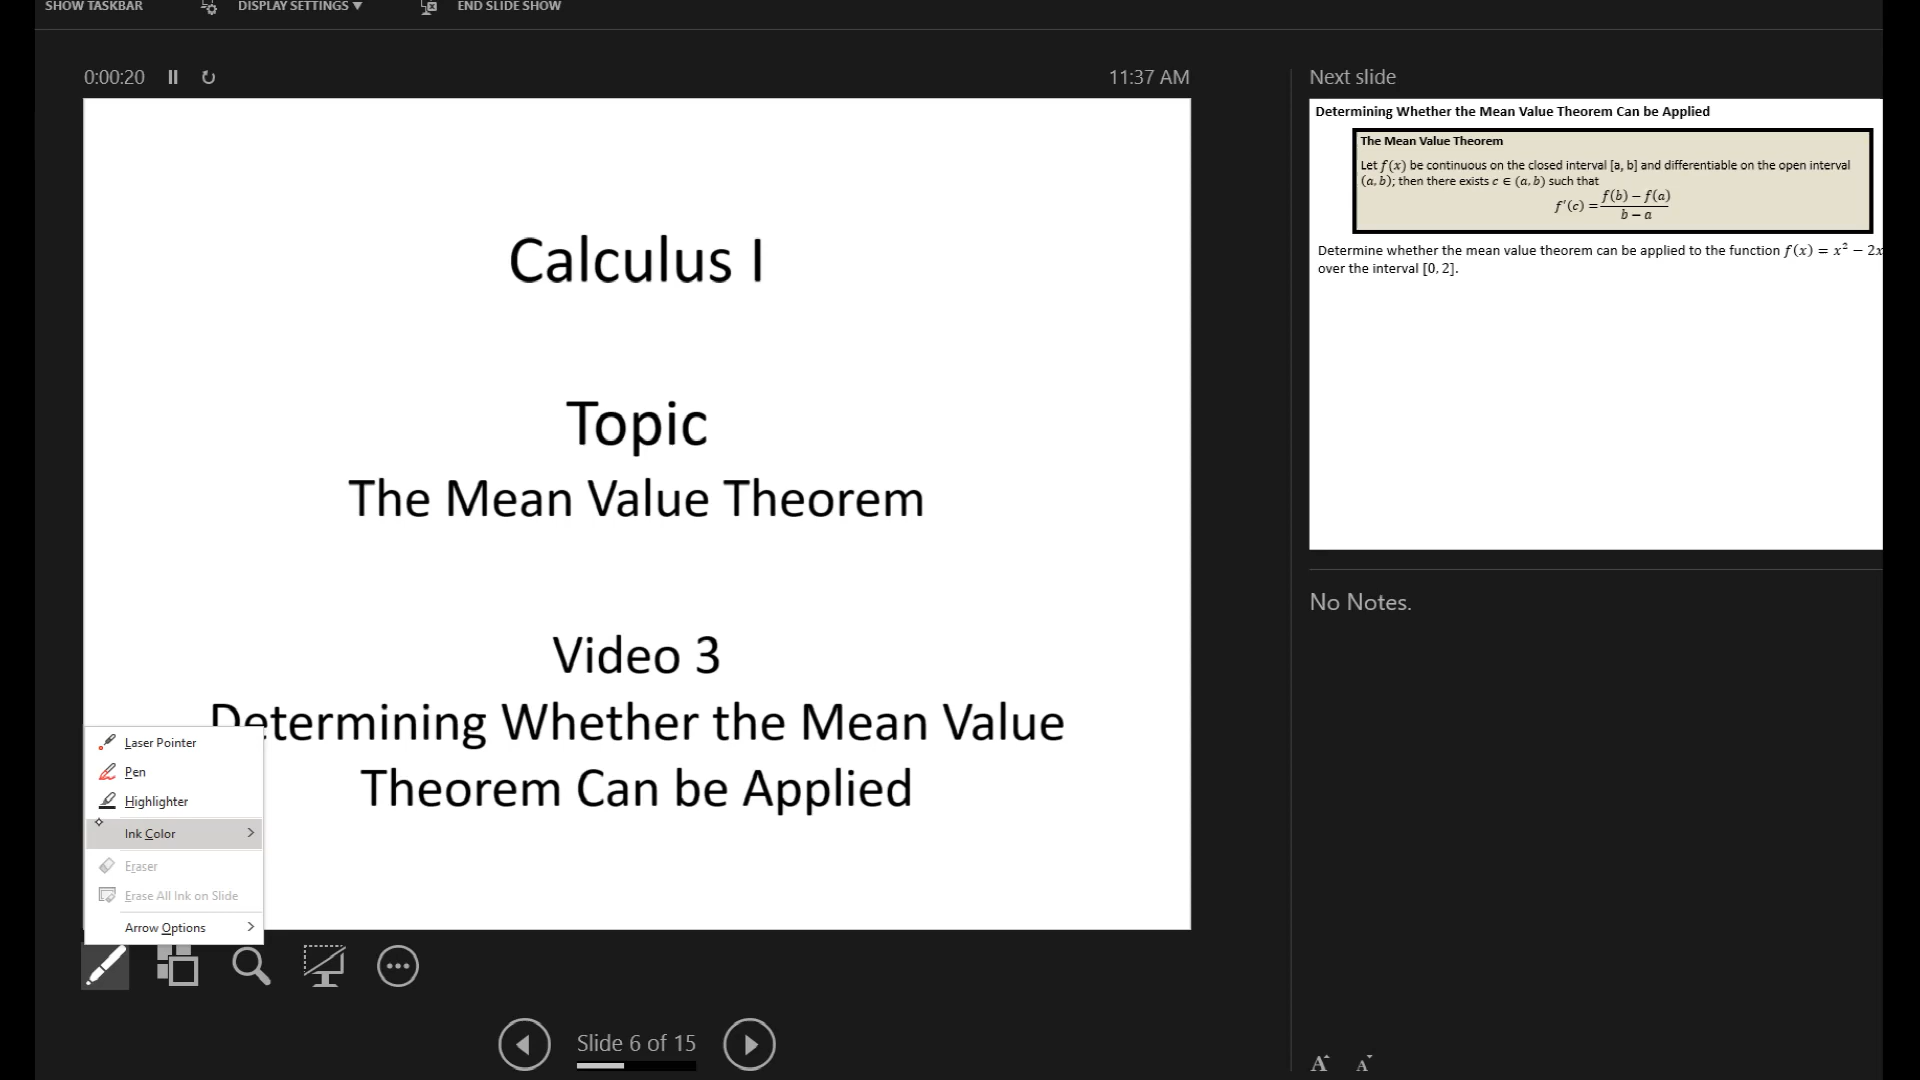 SHOW TASKBAR
DISPLAY SETTINGS ▼
END SLIDE SHOW
0:00:20
11:37 AM
Next slide
Calculus I
Topic
The Mean Value Theorem
Video 3
Determining Whether the Mean Value
Theorem Can be Applied
Laser Pointer
Pen
Highlighter
Ink Color
Eraser
Erase All Ink on Slide
Arrow Options
Slide 6 of 15
Determining Whether the Mean Value Theorem Can be Applied
The Mean Value Theorem
Let f(x) be continuous on the closed interval [a, b] and differentiable on the open interval
(a, b); then there exists c ∈ (a, b) such that
f′(c) = f(b) − f(a) / b − a
Determine whether the mean value theorem can be applied to the function f(x) = x² − 2x
over the interval [0, 2].
No Notes.
A A